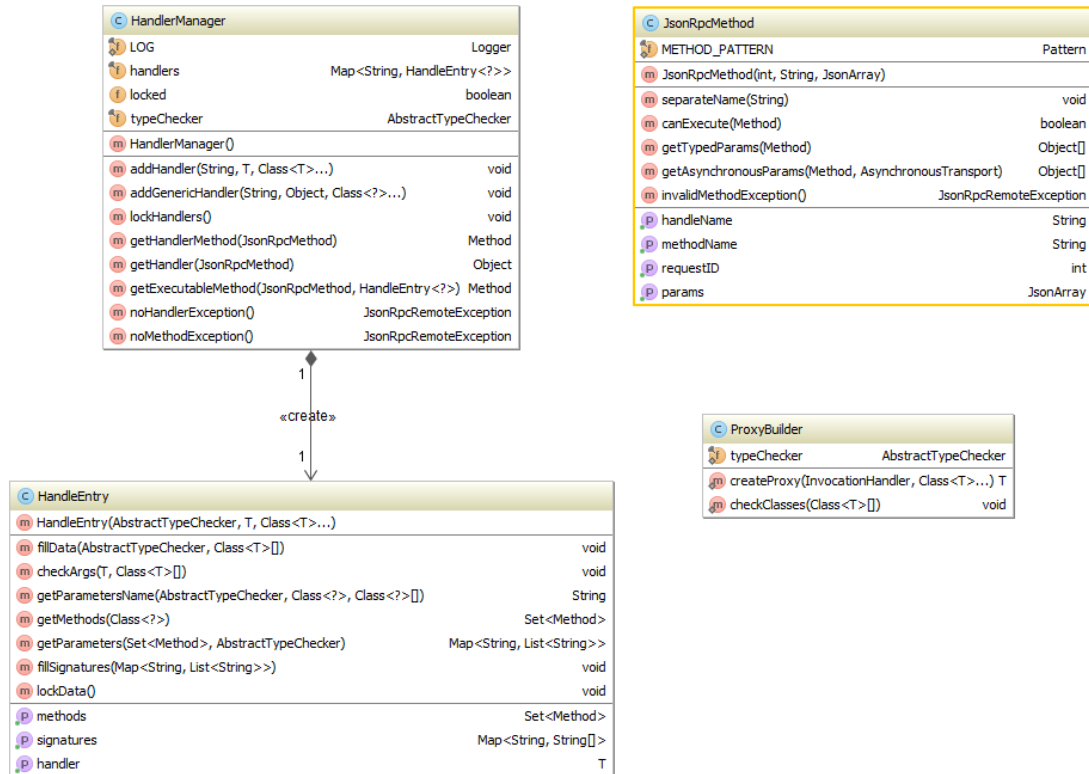 HandlerManager
LOG Logger
handlers Map<String, HandleEntry<?>>
locked boolean
typeChecker AbstractTypeChecker
HandlerManager()
addHandler(String, T, Class<T>...) void
addGenericHandler(String, Object, Class<?>...) void
lockHandlers() void
getHandlerMethod(JsonRpcMethod) Method
getHandler(JsonRpcMethod) Object
getExecutableMethod(JsonRpcMethod, HandleEntry<?>) Method
noHandlerException() JsonRpcRemoteException
noMethodException() JsonRpcRemoteException
JsonRpcMethod
METHOD_PATTERN Pattern
JsonRpcMethod(int, String, JsonArray)
separateName(String) void
canExecute(Method) boolean
getTypedParams(Method) Object[]
getAsynchronousParams(Method, AsynchronousTransport) Object[]
invalidMethodException() JsonRpcRemoteException
handleName String
methodName String
requestID int
params JsonArray
1
«create»
1
ProxyBuilder
typeChecker AbstractTypeChecker
createProxy(InvocationHandler, Class<T>...) T
checkClasses(Class<T>[]) void
HandleEntry
HandleEntry(AbstractTypeChecker, T, Class<T>...)
fillData(AbstractTypeChecker, Class<T>[]) void
checkArgs(T, Class<T>[]) void
getParametersName(AbstractTypeChecker, Class<?>, Class<?>[]) String
getMethods(Class<?>) Set<Method>
getParameters(Set<Method>, AbstractTypeChecker) Map<String, List<String>>
fillSignatures(Map<String, List<String>>) void
lockData() void
methods Set<Method>
signatures Map<String, String[]>
handler T